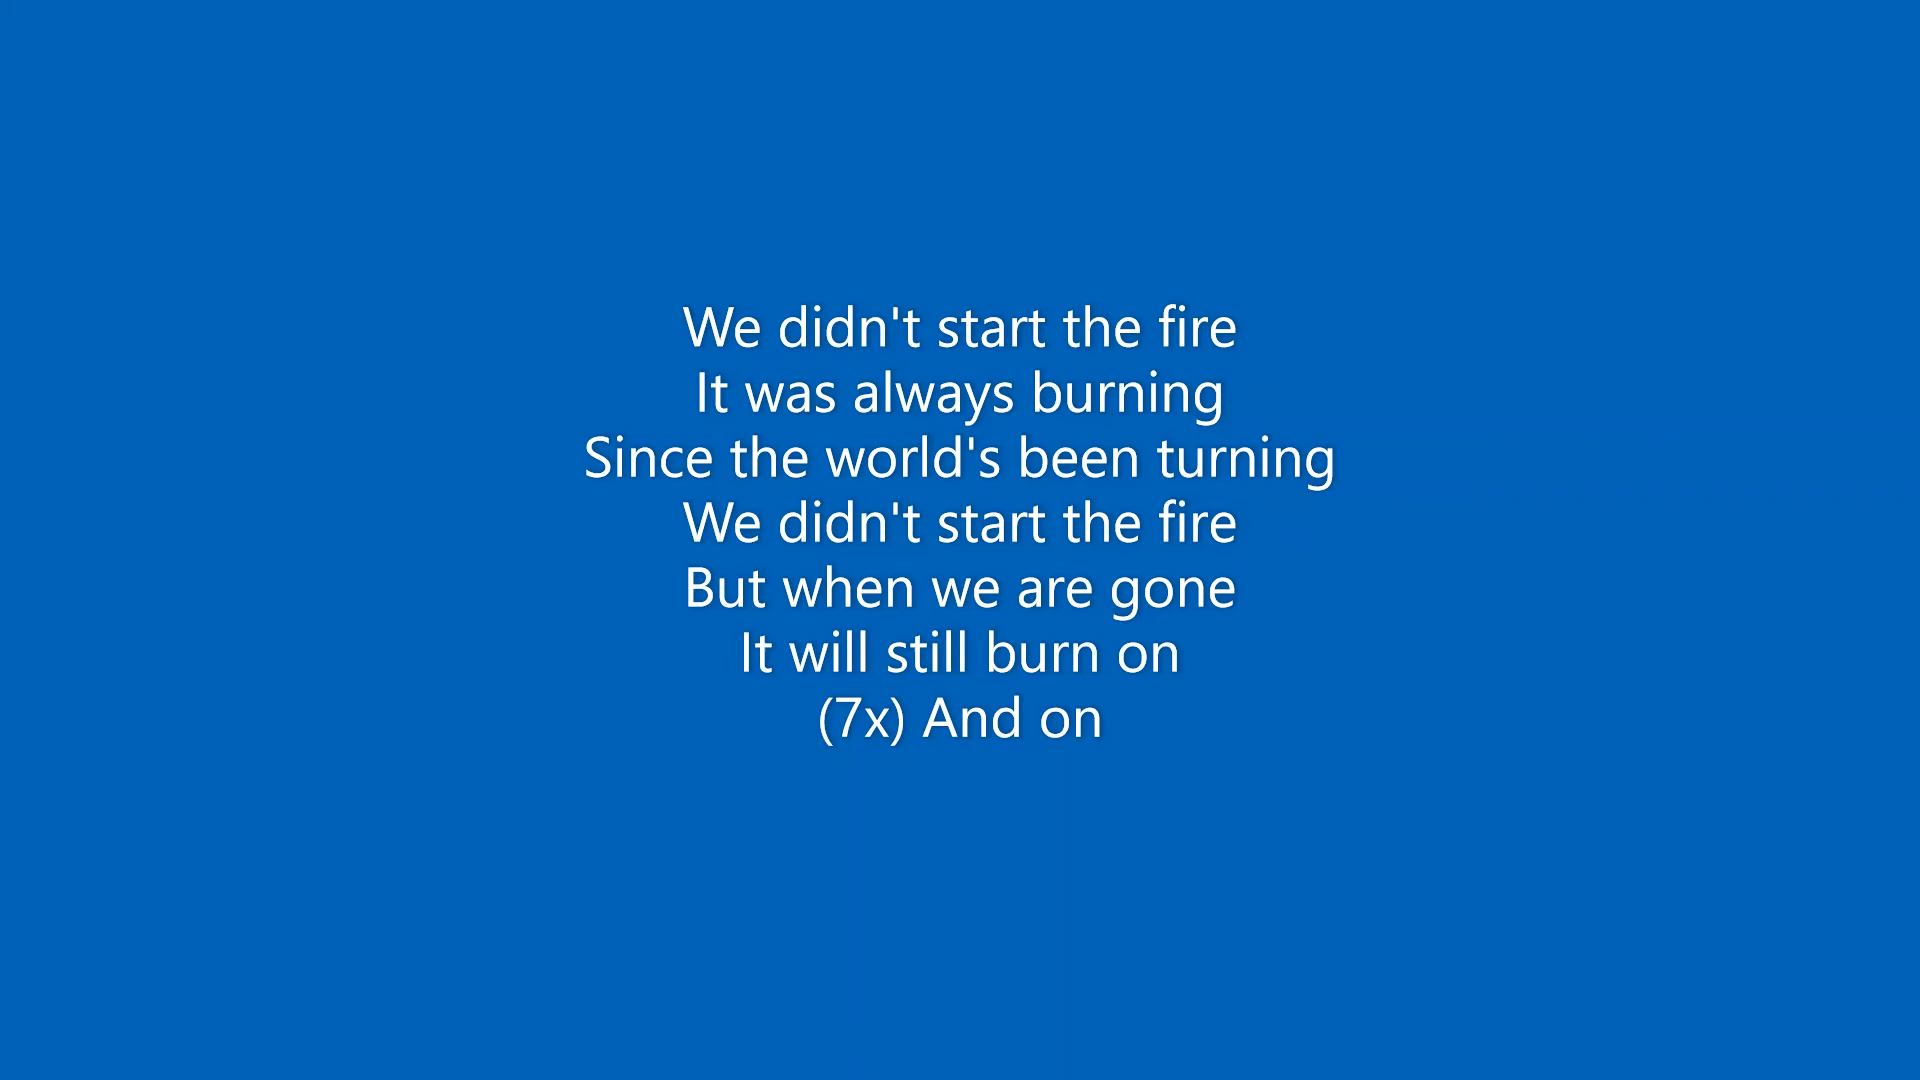 We didn't start the fire
It was always burning
Since the world's been turning
We didn't start the fire
But when we are gone
It will still burn on
(7x) And on